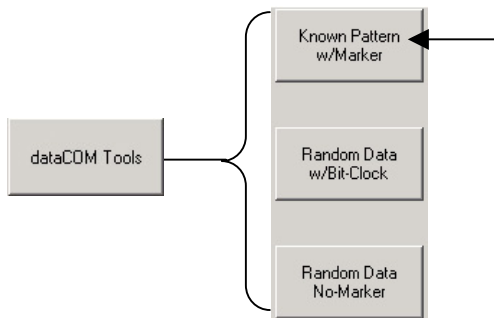 Known Pattern
w/Marker
dataCOM Tools
Random Data
w/Bit-Clock
Random Data
No-Marker